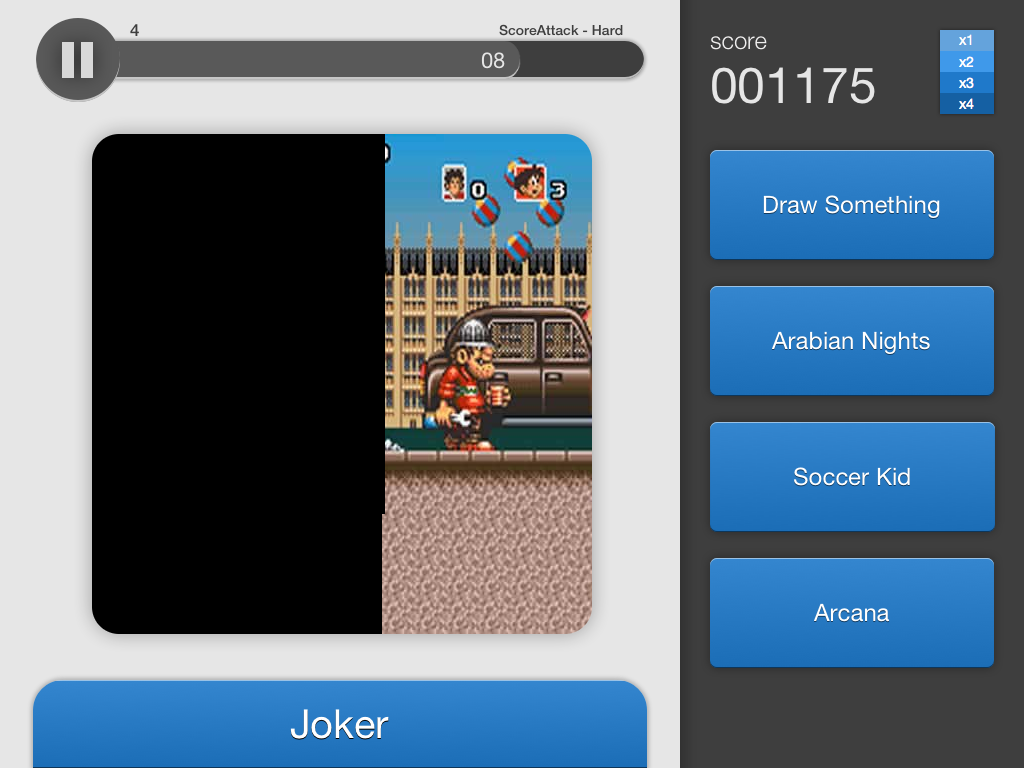 4
ScoreAttack - Hard
08
score
001175
x1
x2
x3
x4
0
3
Draw Something
Arabian Nights
Soccer Kid
Arcana
Joker